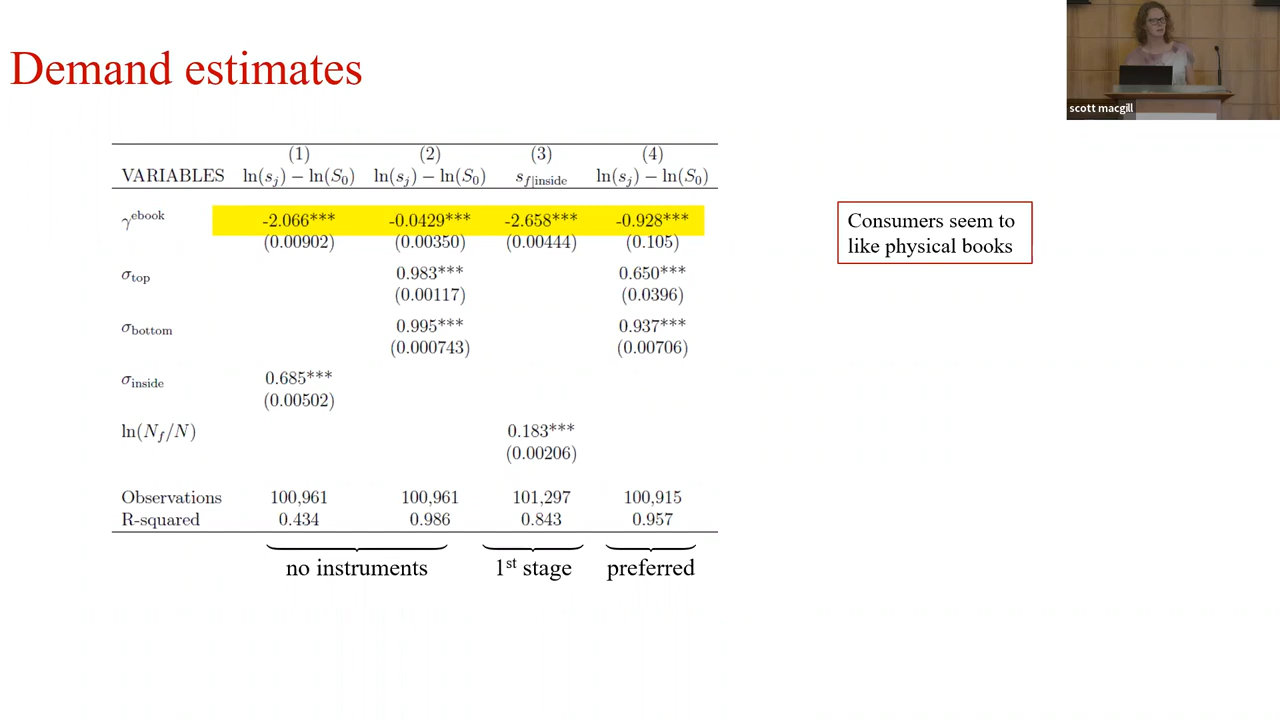 Demand estimates
scott macgill
(1) (2) (3) (4)
VARIABLES ln(s_j) − ln(S_0) ln(s_j) − ln(S_0) s_{f|inside} ln(s_j) − ln(S_0)
γ^ebook -2.066*** -0.0429*** -2.658*** -0.928***
(0.00902) (0.00350) (0.00444) (0.105)
σ_top 0.983*** 0.650***
(0.00117) (0.0396)
σ_bottom 0.995*** 0.937***
(0.000743) (0.00706)
σ_inside 0.685***
(0.00502)
ln(N_f/N) 0.183***
(0.00206)
Observations 100,961 100,961 101,297 100,915
R-squared 0.434 0.986 0.843 0.957
no instruments 1st stage preferred
Consumers seem to
like physical books